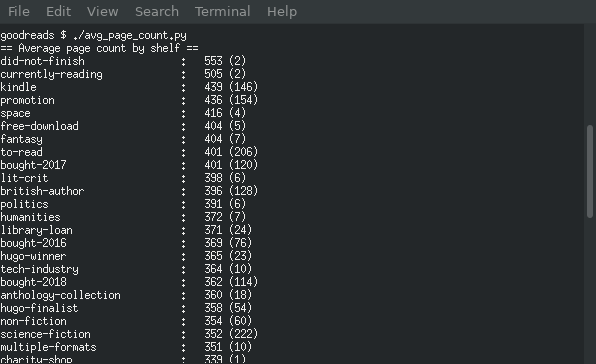 File Edit View Search Terminal Help
goodreads $ ./avg_page_count.py
== Average page count by shelf ==
did-not-finish : 553 (2)
currently-reading : 505 (2)
kindle : 439 (146)
promotion : 436 (154)
space : 416 (4)
free-download : 404 (5)
fantasy : 404 (7)
to-read : 401 (206)
bought-2017 : 401 (120)
lit-crit : 398 (6)
british-author : 396 (128)
politics : 391 (6)
humanities : 372 (7)
library-loan : 371 (24)
bought-2016 : 369 (76)
hugo-winner : 365 (23)
tech-industry : 364 (10)
bought-2018 : 362 (114)
anthology-collection : 360 (18)
hugo-finalist : 358 (54)
non-fiction : 354 (60)
science-fiction : 352 (222)
multiple-formats : 351 (10)
charity-shop : 339 (1)